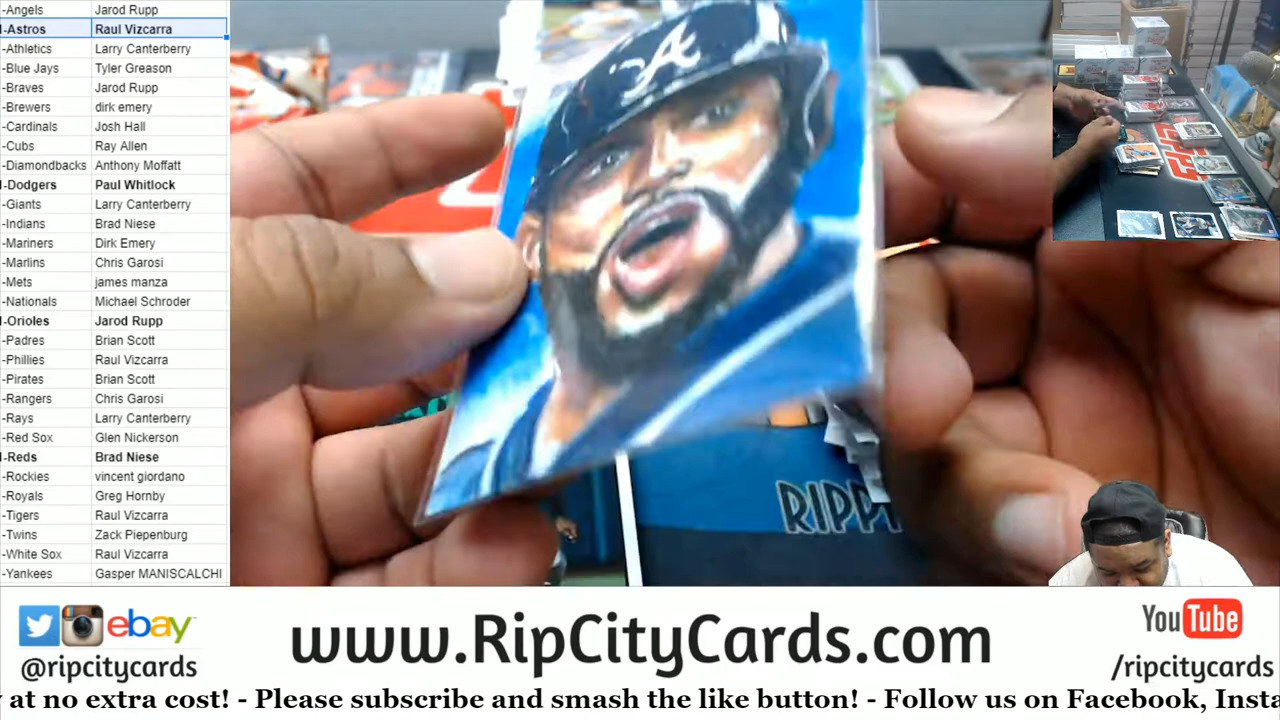 -Angels Jarod Rupp
-Astros Raul Vizcarra
-Athletics Larry Canterberry
-Blue Jays Tyler Greason
-Braves Jarod Rupp
-Brewers dirk emery
-Cardinals Josh Hall
-Cubs Ray Allen
-Diamondbacks Anthony Moffatt
-Dodgers Paul Whitlock
-Giants Larry Canterberry
-Indians Brad Niese
-Mariners Dirk Emery
-Marlins Chris Garosi
-Mets james manza
-Nationals Michael Schroder
-Orioles Jarod Rupp
-Padres Brian Scott
-Phillies Raul Vizcarra
-Pirates Brian Scott
-Rangers Chris Garosi
-Rays Larry Canterberry
-Red Sox Glen Nickerson
-Reds Brad Niese
-Rockies vincent giordano
-Royals Greg Hornby
-Tigers Raul Vizcarra
-Twins Zack Piepenburg
-White Sox Raul Vizcarra
-Yankees Gasper MANISCALCHI
A
RIPP
ebay
@ripcitycards
www.RipCityCards.com
YouTube
/ripcitycards
at no extra cost! - Please subscribe and smash the like button! - Follow us on Facebook, Insta